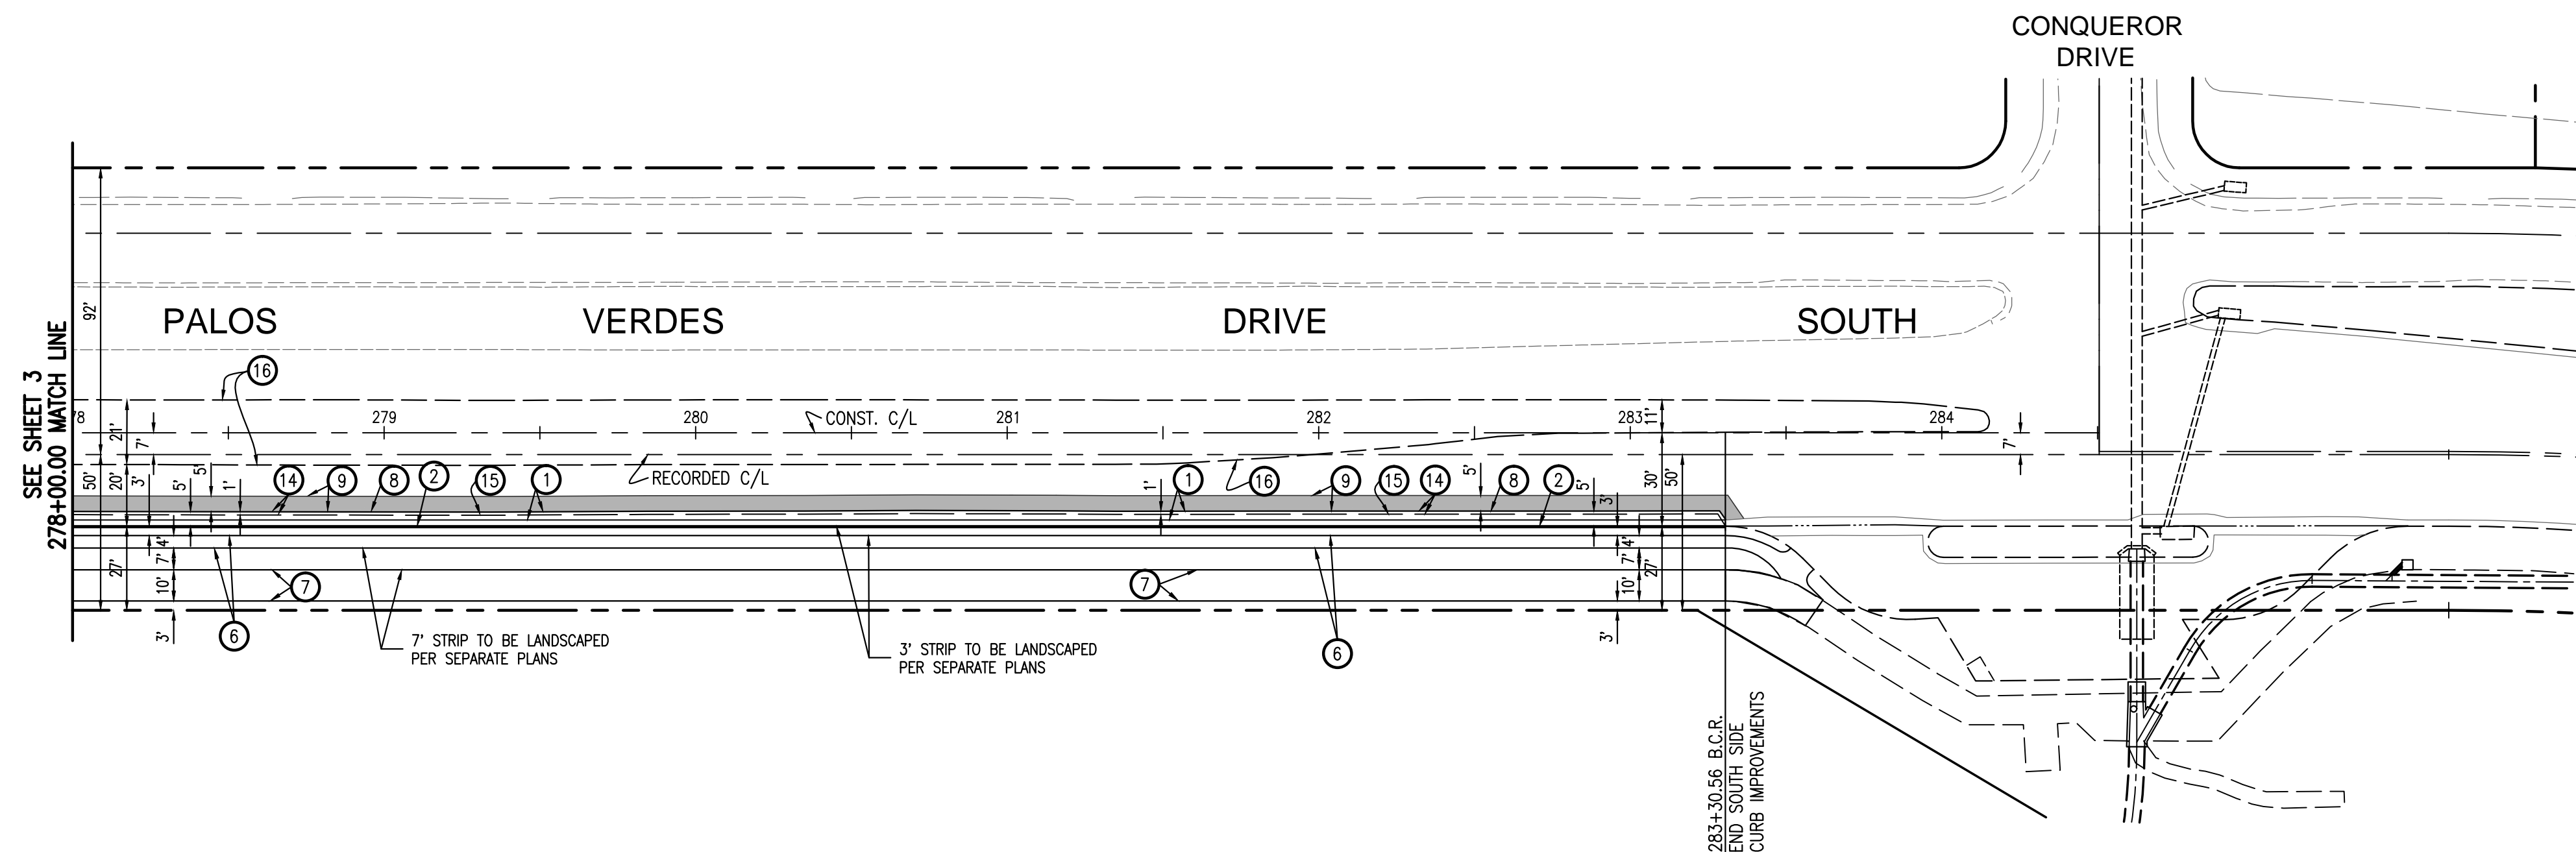 CONQUEROR
DRIVE
SEE SHEET 3
278+00.00 MATCH LINE
PALOS VERDES DRIVE SOUTH
92'
16
78 279 280 281 282 283 284
CONST. C/L
RECORDED C/L
21'
7'
11'
7'
50'
20'
3'
5'
5'
1'
14 9 8 2 15 1
1'
1 16 9 15 14 8 2
5'
5'
3'
30'
50'
27'
4'
7'
10'
3'
7
7
6
6
4'
7'
10'
27'
3'
7' STRIP TO BE LANDSCAPED
PER SEPARATE PLANS
3' STRIP TO BE LANDSCAPED
PER SEPARATE PLANS
283+30.56 B.C.R.
END SOUTH SIDE
CURB IMPROVEMENTS